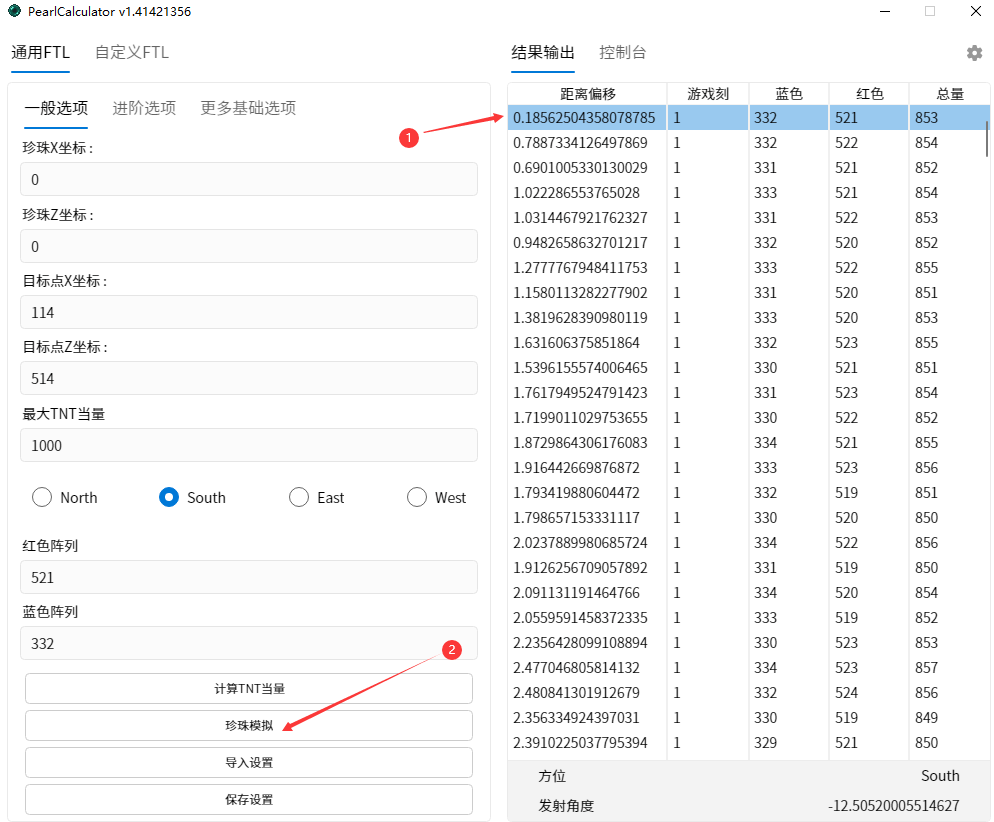 PearlCalculator v1.41421356
通用FTL 自定义FTL
一般选项 进阶选项 更多基础选项
珍珠X坐标:
0
珍珠Z坐标:
0
目标点X坐标:
114
目标点Z坐标:
514
最大TNT当量
1000
North South East West
红色阵列
521
蓝色阵列
332
2
计算TNT当量
珍珠模拟
导入设置
保存设置
结果输出 控制台
1
距离偏移 游戏刻 蓝色 红色 总量
0.18562504358078785 1 332 521 853
0.7887334126497869 1 332 522 854
0.6901005330130029 1 331 521 852
1.022286553765028 1 333 521 854
1.0314467921762327 1 331 522 853
0.9482658632701217 1 332 520 852
1.2777767948411753 1 333 522 855
1.1580113282277902 1 331 520 851
1.3819628390980119 1 333 520 853
1.631606375851864 1 332 523 855
1.5396155574006465 1 330 521 851
1.7617949524791423 1 331 523 854
1.7199011029753655 1 330 522 852
1.8729864306176083 1 334 521 855
1.916442669876872 1 333 523 856
1.793419880604472 1 332 519 851
1.798657153331117 1 330 520 850
2.0237889980685724 1 334 522 856
1.9126256709057892 1 331 519 850
2.091131191464766 1 334 520 854
2.0559591458372335 1 333 519 852
2.2356428099108894 1 330 523 853
2.477046805814132 1 334 523 857
2.480841301912679 1 332 524 856
2.356334924397031 1 330 519 849
2.3910225037795394 1 329 521 850
方位 South
发射角度 -12.50520005514627